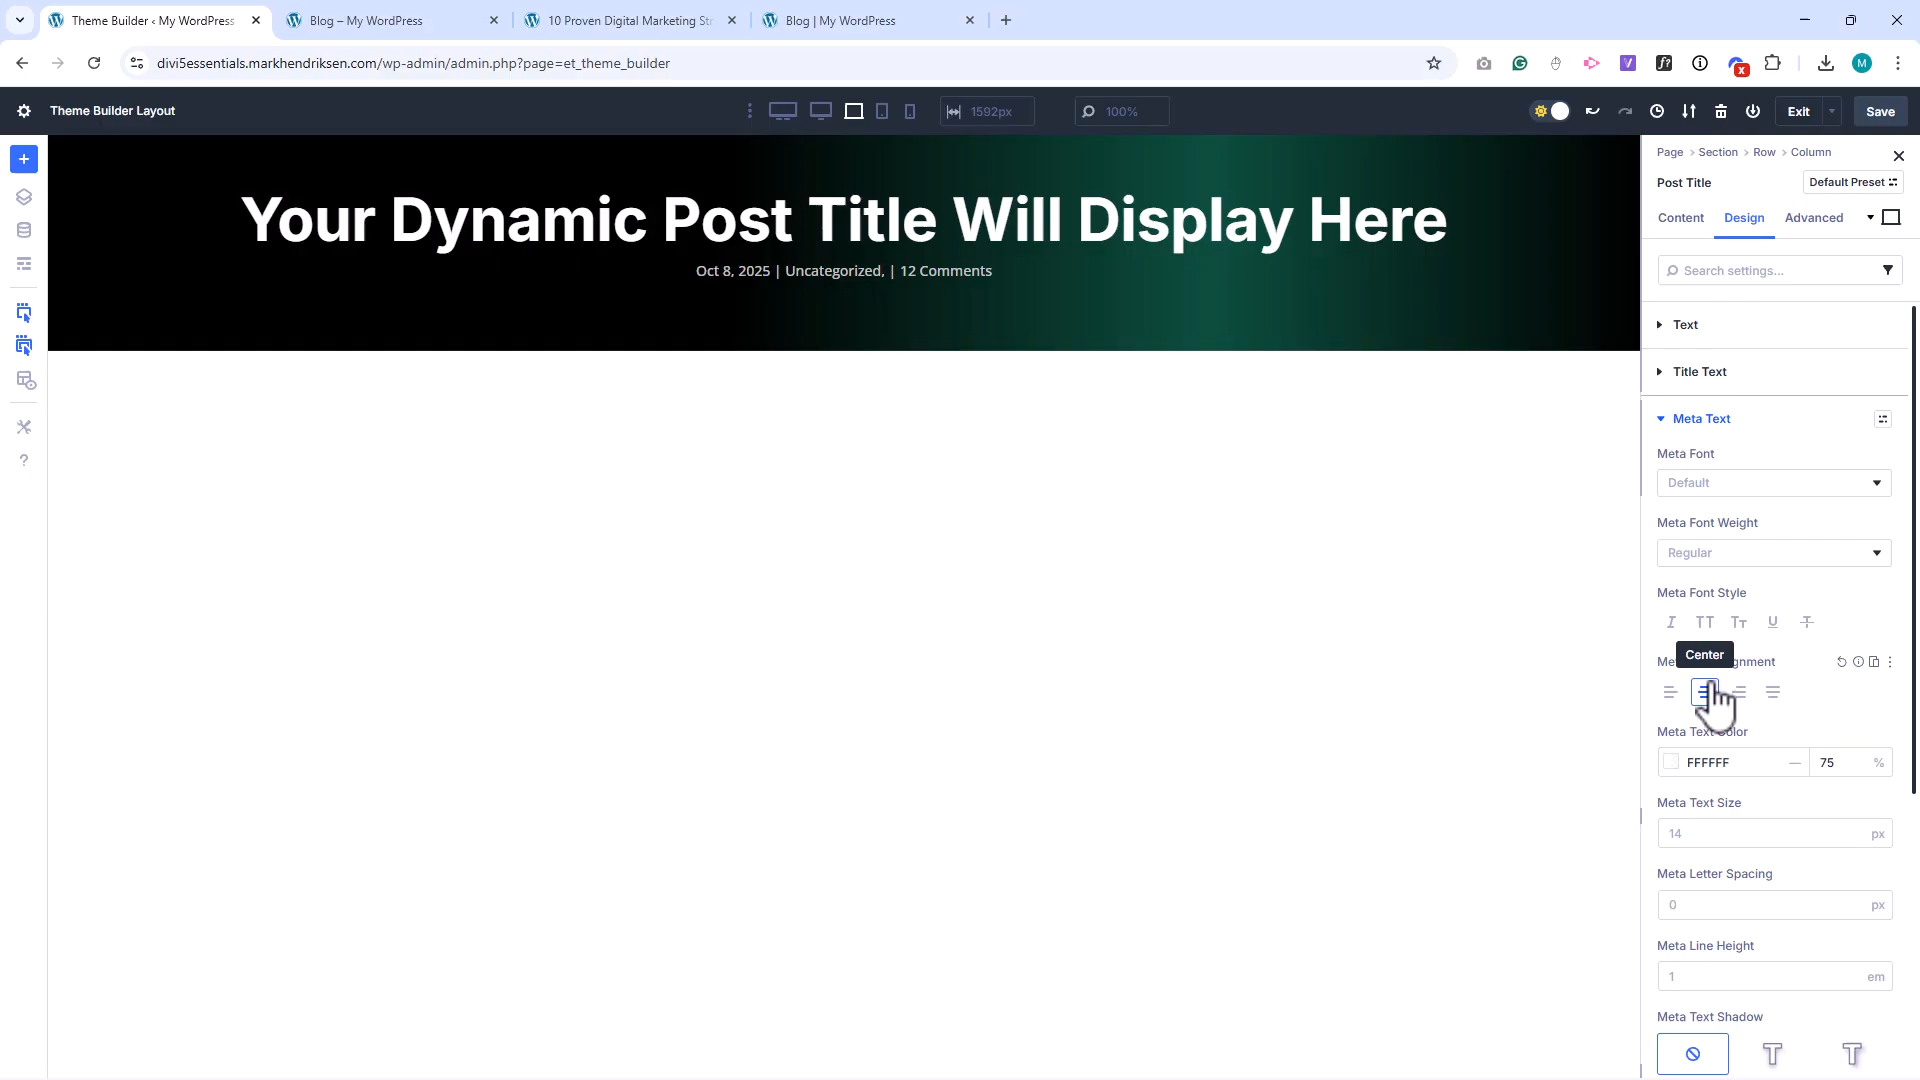 Theme Builder ‹ My WordPress
Blog – My WordPress
10 Proven Digital Marketing Str
Blog | My WordPress
divi5essentials.markhendriksen.com/wp-admin/admin.php?page=et_theme_builder
M
Theme Builder Layout
1592px
100%
Exit
Save
Page > Section > Row > Column
Post Title
Default Preset
Content
Design
Advanced
Search settings...
Your Dynamic Post Title Will Display Here
Oct 8, 2025 | Uncategorized, | 12 Comments
Text
Title Text
Meta Text
Meta Font
Default
Meta Font Weight
Regular
Meta Font Style
Center
Meta Text Color
FFFFFF
75
%
Meta Text Size
14
px
Meta Letter Spacing
0
px
Meta Line Height
1
em
Meta Text Shadow